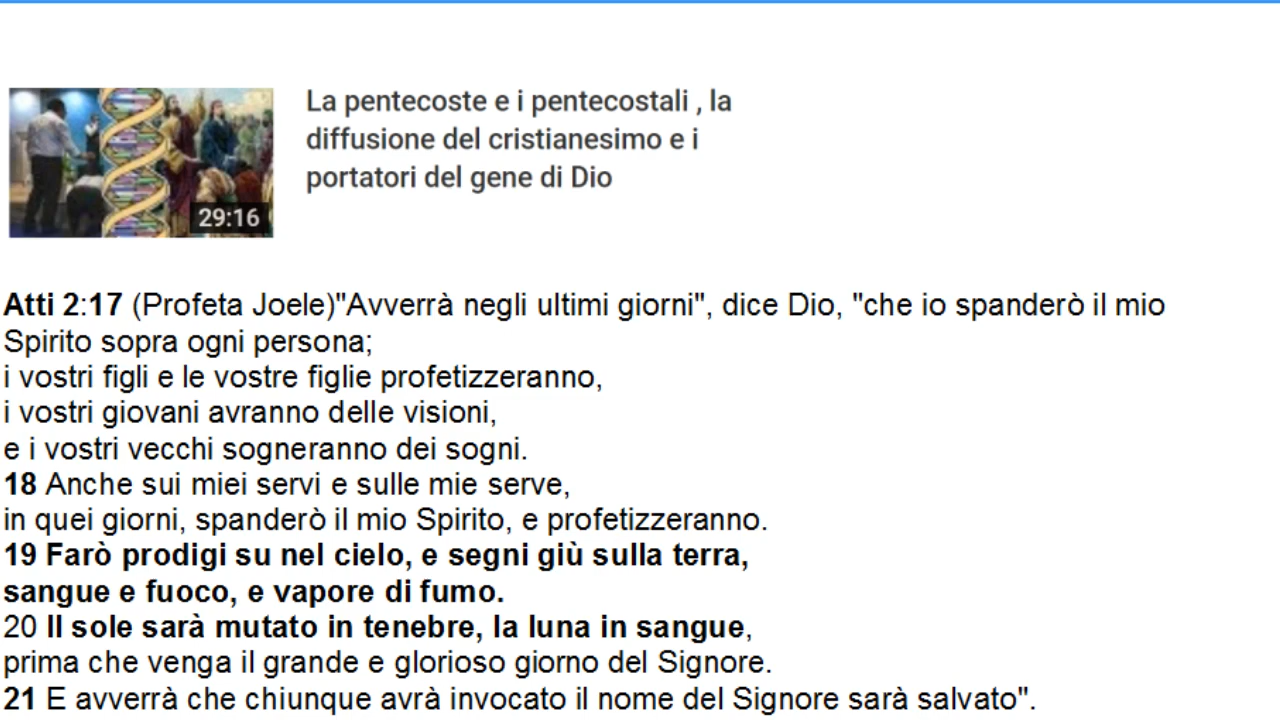 La pentecoste e i pentecostali , la
diffusione del cristianesimo e i
portatori del gene di Dio
29:16
Atti 2:17 (Profeta Joele)"Avverrà negli ultimi giorni", dice Dio, "che io spanderò il mio
Spirito sopra ogni persona;
i vostri figli e le vostre figlie profetizzeranno,
i vostri giovani avranno delle visioni,
e i vostri vecchi sogneranno dei sogni.
18 Anche sui miei servi e sulle mie serve,
in quei giorni, spanderò il mio Spirito, e profetizzeranno.
19 Farò prodigi su nel cielo, e segni giù sulla terra,
sangue e fuoco, e vapore di fumo.
20 Il sole sarà mutato in tenebre, la luna in sangue,
prima che venga il grande e glorioso giorno del Signore.
21 E avverrà che chiunque avrà invocato il nome del Signore sarà salvato".